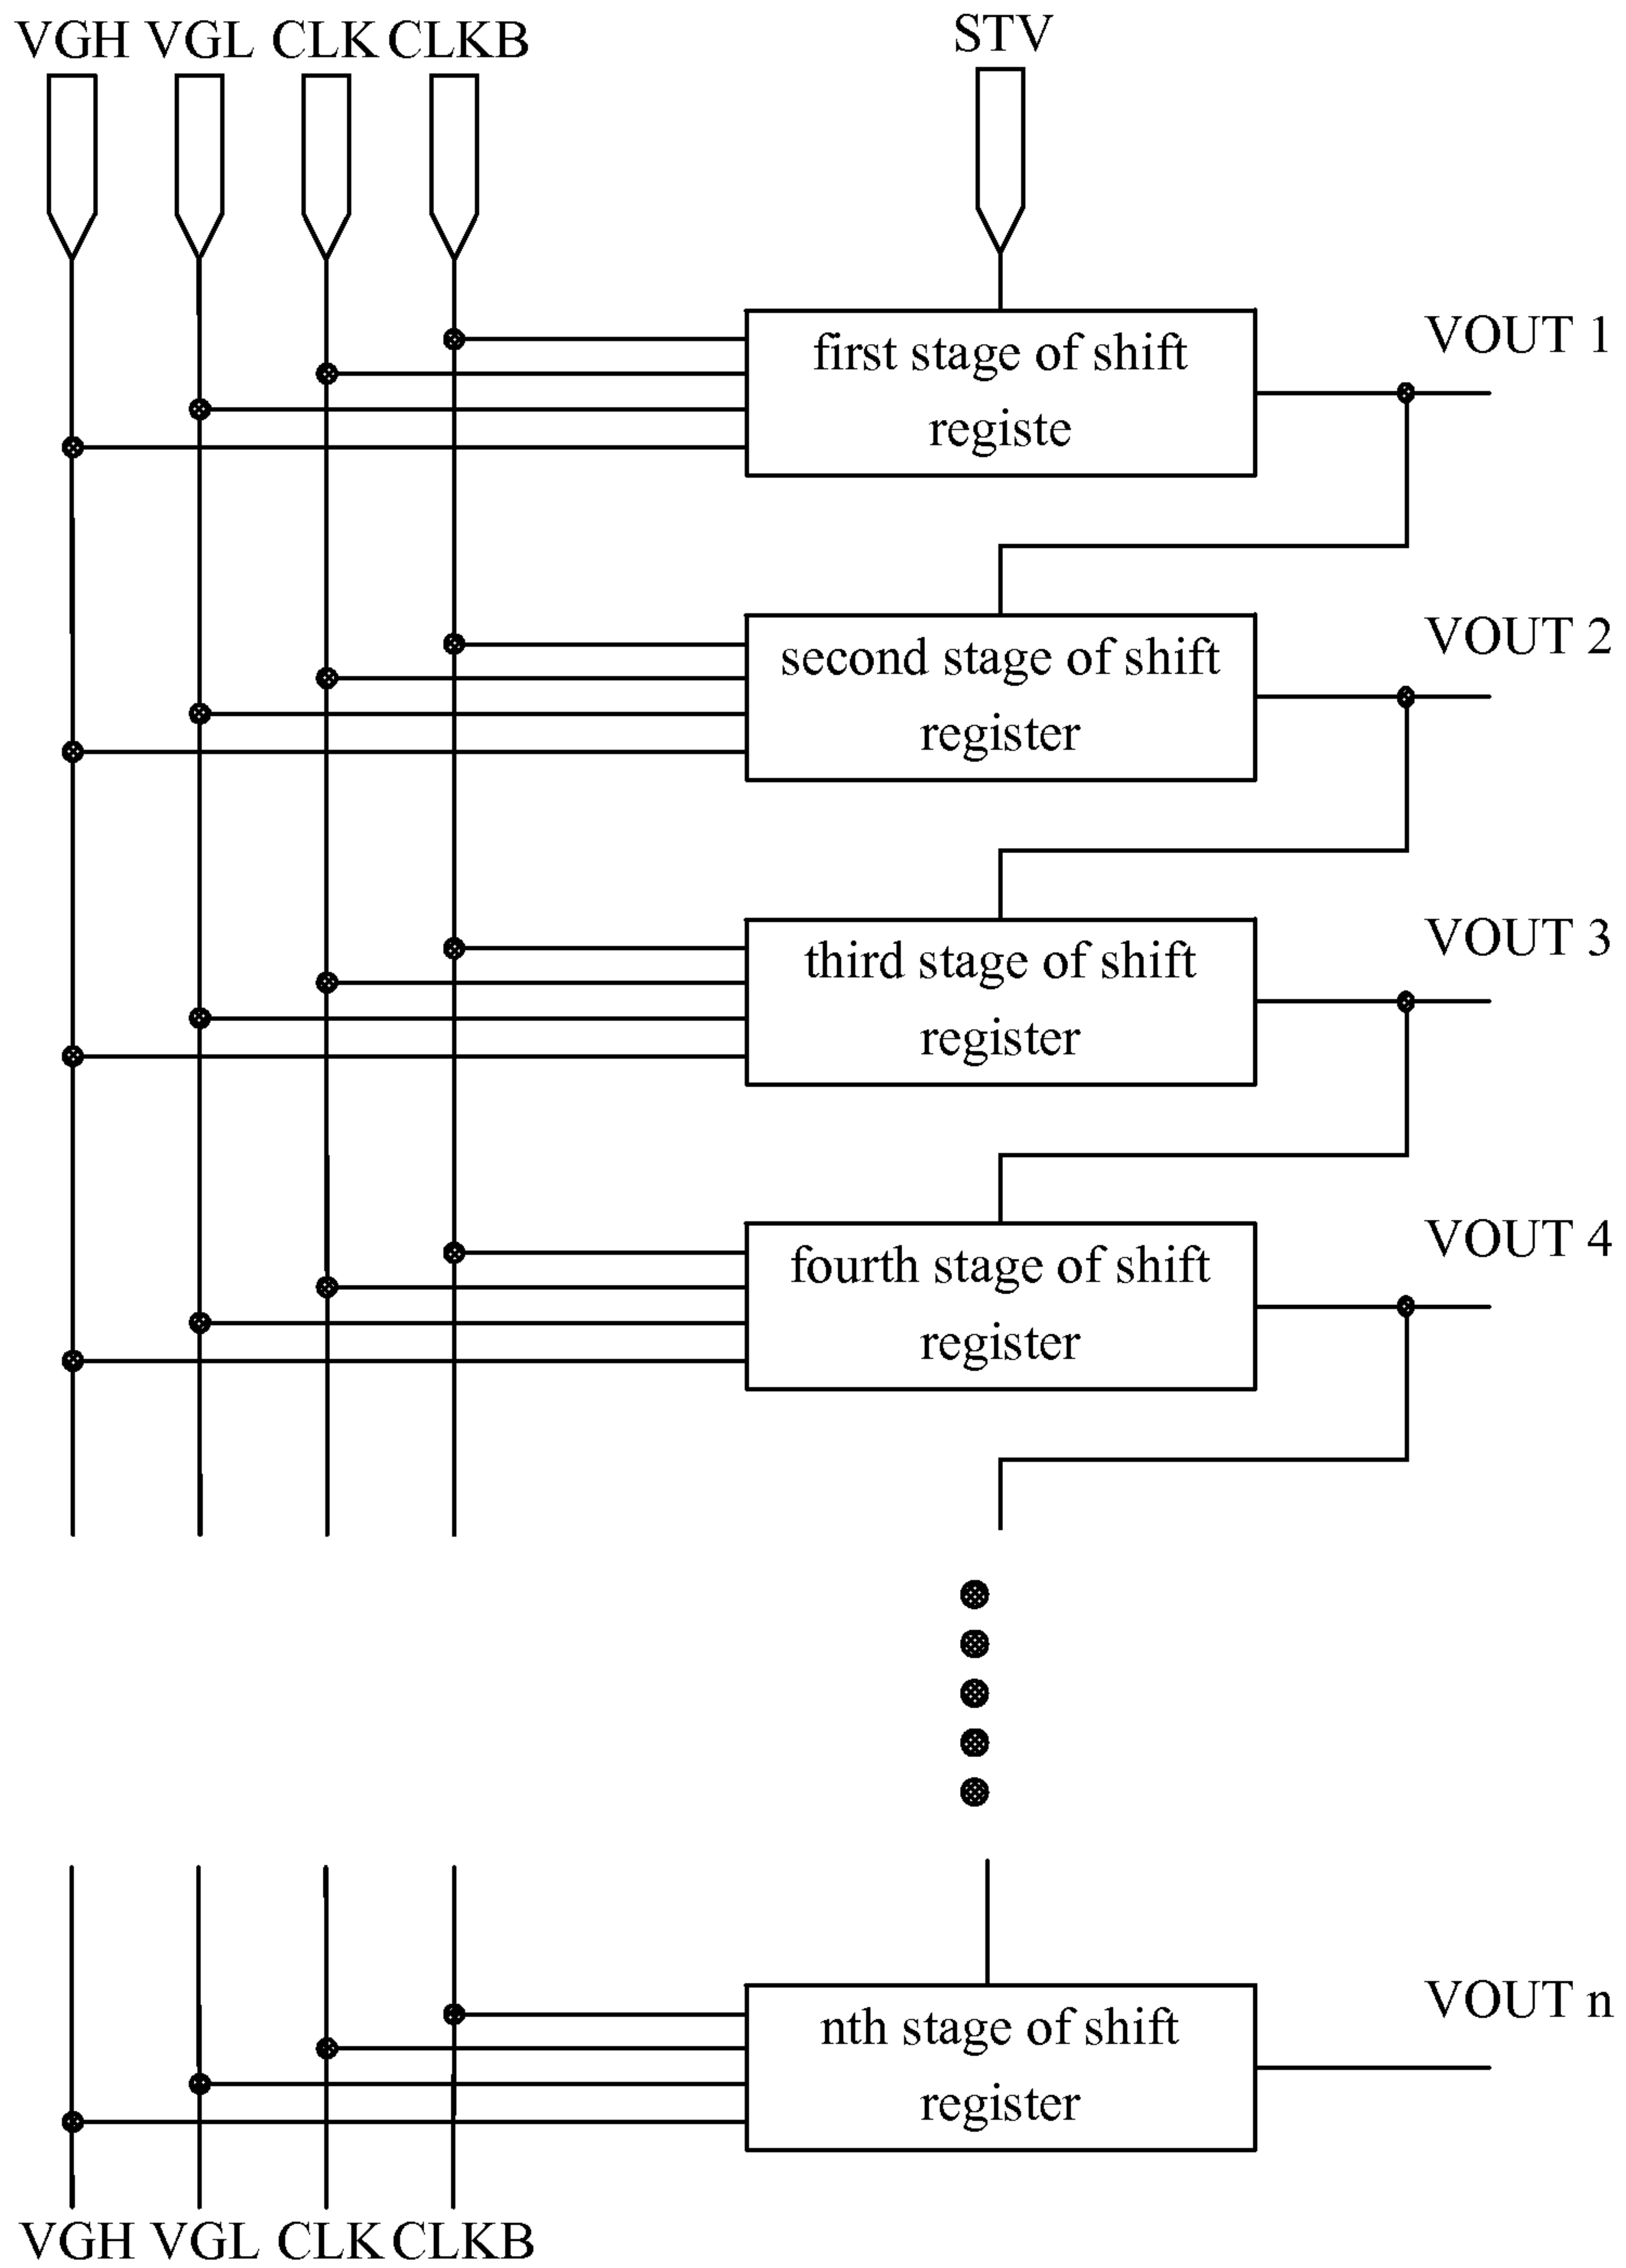 VGH VGL CLK CLKB STV
first stage of shift
registe
VOUT 1
second stage of shift
register
VOUT 2
third stage of shift
register
VOUT 3
fourth stage of shift
register
VOUT 4
nth stage of shift
register
VOUT n
VGH VGL CLK CLKB